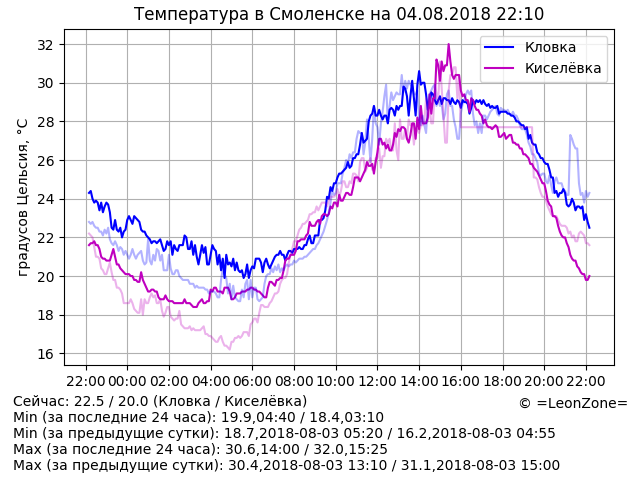 Температура в Смоленске на 04.08.2018 22:10
Кловка
Киселёвка
градусов Цельсия, °C
32
30
28
26
24
22
20
18
16
22:00 00:00 02:00 04:00 06:00 08:00 10:00 12:00 14:00 16:00 18:00 20:00 22:00
Сейчас: 22.5 / 20.0 (Кловка / Киселёвка)
© =LeonZone=
Min (за последние 24 часа): 19.9,04:40 / 18.4,03:10
Min (за предыдущие сутки): 18.7,2018-08-03 05:20 / 16.2,2018-08-03 04:55
Max (за последние 24 часа): 30.6,14:00 / 32.0,15:25
Max (за предыдущие сутки): 30.4,2018-08-03 13:10 / 31.1,2018-08-03 15:00